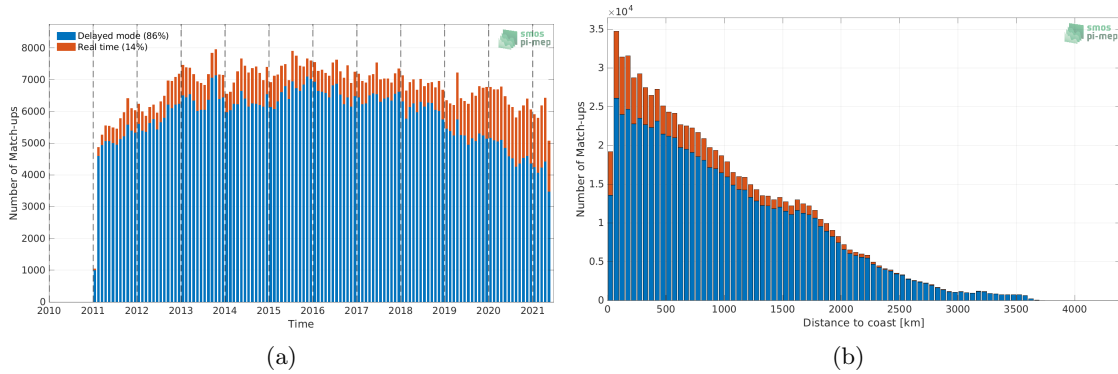 Delayed mode (86%)
Real time (14%)
smos
pi-mep
Number of Match-ups
8000
7000
6000
5000
4000
3000
2000
1000
0
2010 2011 2012 2013 2014 2015 2016 2017 2018 2019 2020 2021
Time
(a)
×10⁴
smos
pi-mep
Number of Match-ups
3.5
3
2.5
2
1.5
1
0.5
0
0 500 1000 1500 2000 2500 3000 3500 4000
Distance to coast [km]
(b)